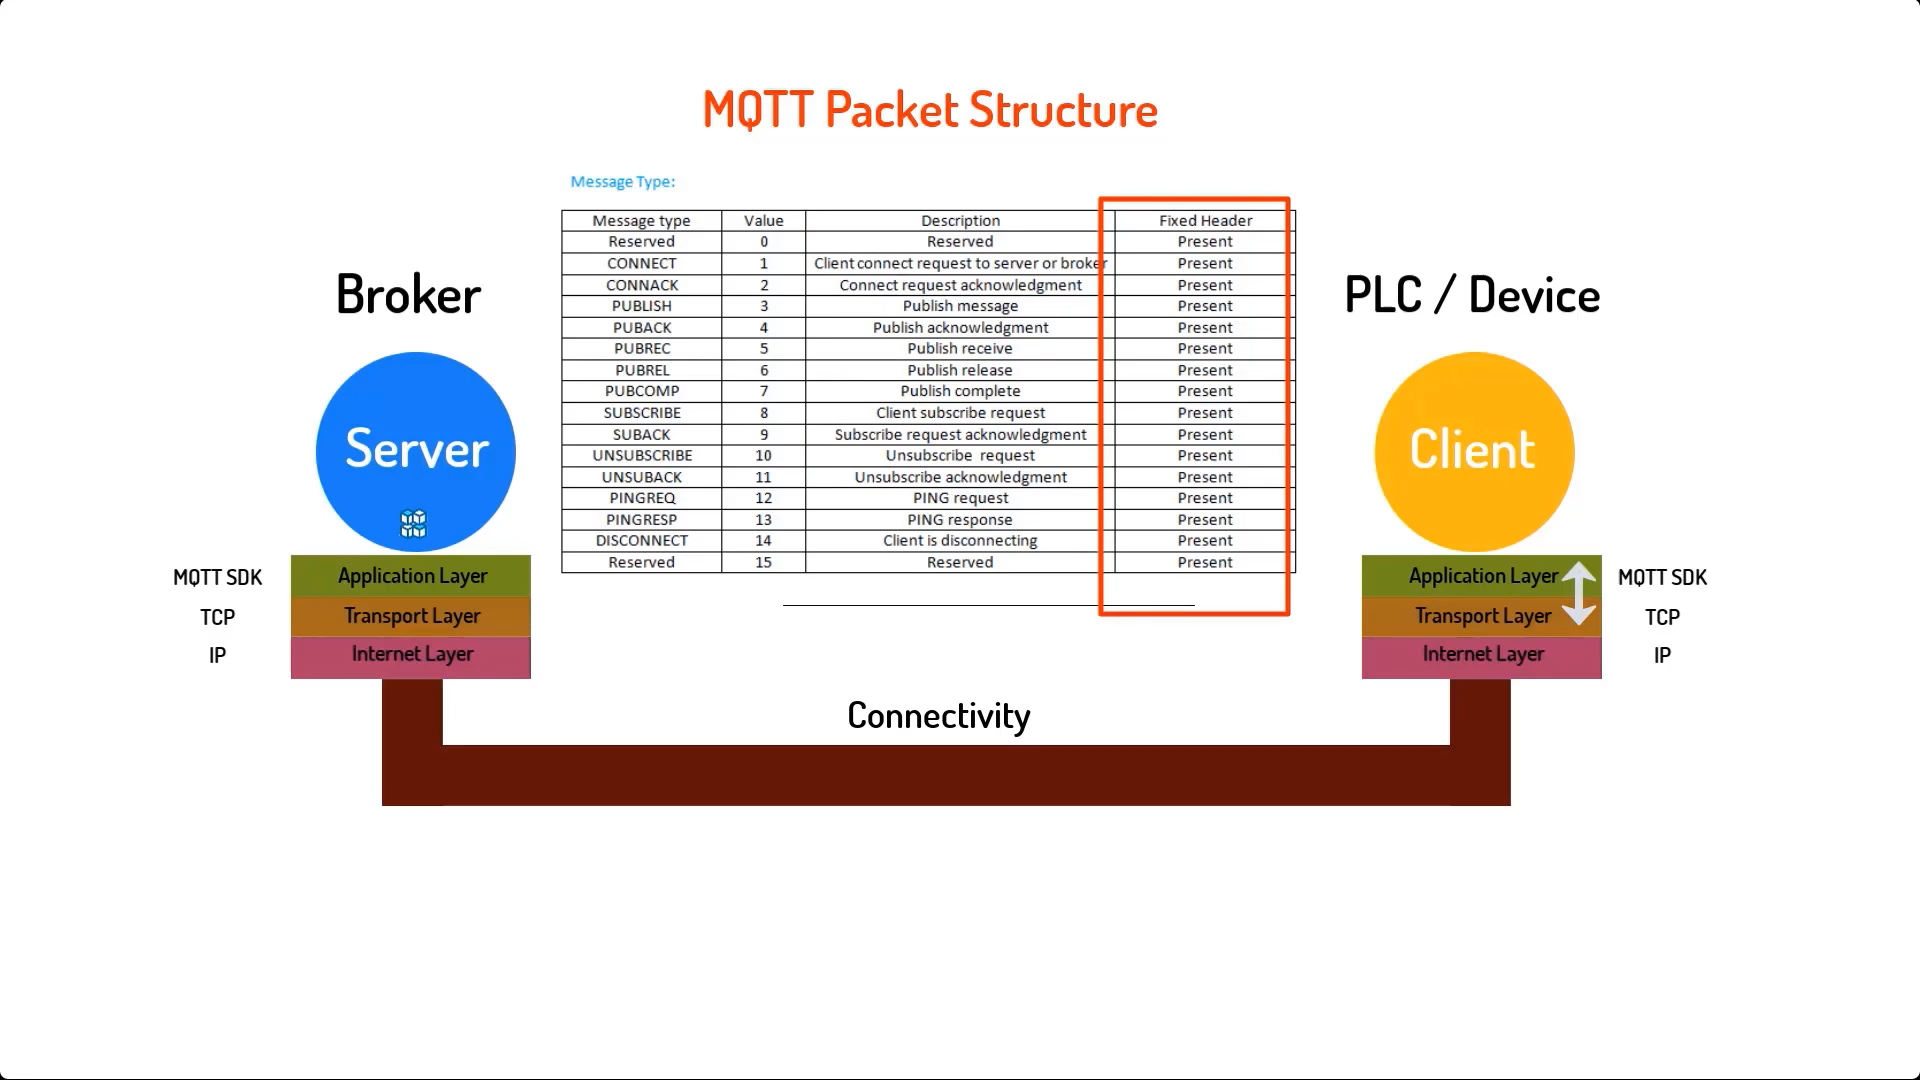 MQTT Packet Structure
Message Type:
Message type Value Description Fixed Header
Reserved 0 Reserved Present
CONNECT 1 Client connect request to server or broker Present
CONNACK 2 Connect request acknowledgment Present
PUBLISH 3 Publish message Present
PUBACK 4 Publish acknowledgment Present
PUBREC 5 Publish receive Present
PUBREL 6 Publish release Present
PUBCOMP 7 Publish complete Present
SUBSCRIBE 8 Client subscribe request Present
SUBACK 9 Subscribe request acknowledgment Present
UNSUBSCRIBE 10 Unsubscribe request Present
UNSUBACK 11 Unsubscribe acknowledgment Present
PINGREQ 12 PING request Present
PINGRESP 13 PING response Present
DISCONNECT 14 Client is disconnecting Present
Reserved 15 Reserved Present
Broker
Server
MQTT SDK Application Layer
TCP Transport Layer
IP Internet Layer
PLC / Device
Client
Application Layer MQTT SDK
Transport Layer TCP
Internet Layer IP
Connectivity